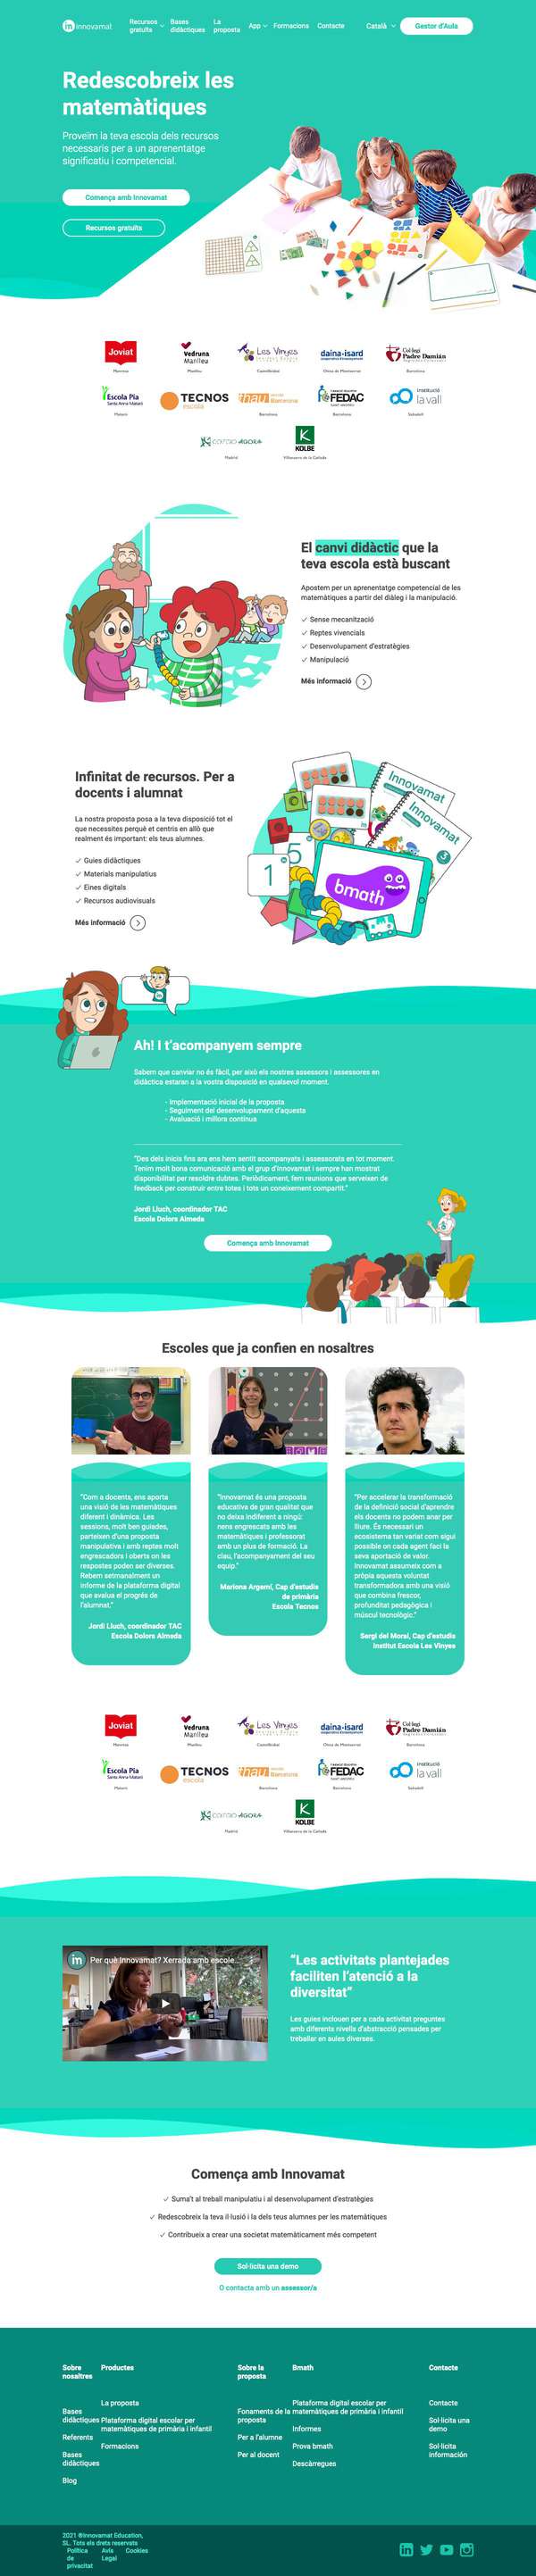 innovamat
Recursos gratuïts
Bases didàctiques
La proposta
App
Formacions
Contacte
Català
Gestor d'Aula
Redescobreix les
matemàtiques
Proveïm la teva escola dels recursos
necessaris per a un aprenentatge
significatiu i competencial.
Comença amb Innovamat
Recursos gratuïts
Joviat
Manresa
Vedruna
Manlleu
Manlleu
Les Vinyes
Castellbisbal
daina-isard
Olesa de Montserrat
Col·legi
Padre Damián
Barcelona
Escola Pia
Santa Anna Mataró
Mataró
TECNOS
escola
thau
Barcelona
Barcelona
FEDAC
Barcelona
institució
la vall
Sabadell
COLEGIO AGORA
Madrid
KOLBE
Villanueva de la Cañada
El canvi didàctic que la
teva escola està buscant
Apostem per un aprenentatge competencial de les
matemàtiques a partir del diàleg i la manipulació.
Sense mecanització
Reptes vivencials
Desenvolupament d'estratègies
Manipulació
Més informació
Infinitat de recursos. Per a
docents i alumnat
La nostra proposta posa a la teva disposició tot el
que necessites perquè et centris en allò que
realment és important: els teus alumnes.
Guies didàctiques
Materials manipulatius
Eines digitals
Recursos audiovisuals
Més informació
Innovamat
Innovamat
3
5
1
bmath
Ah! I t'acompanyem sempre
Sabem que canviar no és fàcil, per això els nostres assessors i assessores en
didàctica estaran a la vostra disposició en qualsevol moment.
- Implementació inicial de la proposta
- Seguiment del desenvolupament d'aquesta
- Avaluació i millora contínua
"Des dels inicis fins ara ens hem sentit acompanyats i assessorats en tot moment.
Tenim molt bona comunicació amb el grup d'Innovamat i sempre han mostrat
disponibilitat per resoldre dubtes. Periòdicament, fem reunions que serveixen de
feedback per construir entre totes i tots un coneixement compartit."
Jordi Lluch, coordinador TAC
Escola Dolors Almeda
Comença amb Innovamat
Escoles que ja confien en nosaltres
"Com a docents, ens aporta
una visió de les matemàtiques
diferent i dinàmica. Les
sessions, molt ben guiades,
parteixen d'una proposta
manipulativa i amb reptes molt
engrescadors i oberts on les
respostes poden ser diverses.
Rebem setmanalment un
informe de la plataforma digital
que avalua el progrés de
l'alumnat."
Jordi Lluch, coordinador TAC
Escola Dolors Almeda
"Innovamat és una proposta
educativa de gran qualitat que
no deixa indiferent a ningú:
nens engrescats amb les
matemàtiques i professorat
amb un plus de formació. La
clau, l'acompanyament del seu
equip."
Mariona Argemí, Cap d'estudis
de primària
Escola Tecnos
"Per accelerar la transformació
de la definició social d'aprendre
els docents no podem anar per
lliure. És necessari un
ecosistema tan variat com sigui
possible on cada agent faci la
seva aportació de valor.
Innovamat assumeix com a
pròpia aquesta voluntat
transformadora amb una visió
que combina frescor,
profunditat pedagògica i
múscul tecnològic."
Sergi del Moral, Cap d'estudis
Institut Escola Les Vinyes
Joviat
Manresa
Vedruna
Manlleu
Manlleu
Les Vinyes
Castellbisbal
daina-isard
Olesa de Montserrat
Col·legi
Padre Damián
Barcelona
Escola Pia
Santa Anna Mataró
Mataró
TECNOS
escola
thau
Barcelona
Barcelona
FEDAC
Barcelona
institució
la vall
Sabadell
COLEGIO AGORA
Madrid
KOLBE
Villanueva de la Cañada
in Per què Innovamat? Xerrada amb escole...
"Les activitats plantejades
faciliten l'atenció a la
diversitat"
Les guies inclouen per a cada activitat preguntes
amb diferents nivells d'abstracció pensades per
treballar en aules diverses.
Comença amb Innovamat
Suma't al treball manipulatiu i al desenvolupament d'estratègies
Redescobreix la teva il·lusió i la dels teus alumnes per les matemàtiques
Contribueix a crear una societat matemàticament més competent
Sol·licita una demo
O contacta amb un assessor/a
Sobre nosaltres
Bases didàctiques
Referents
Bases didàctiques
Blog
Productes
La proposta
Plataforma digital escolar per
matemàtiques de primària i infantil
Formacions
Sobre la proposta
Fonaments de la proposta
Per a l'alumne
Per al docent
Bmath
Plataforma digital escolar per
matemàtiques de primària i infantil
Informes
Prova bmath
Descàrregues
Contacte
Contacte
Sol·licita una demo
Sol·licita información
2021 ©Innovamat Education,
SL. Tots els drets reservats
Política de privacitat
Avís Legal
Cookies